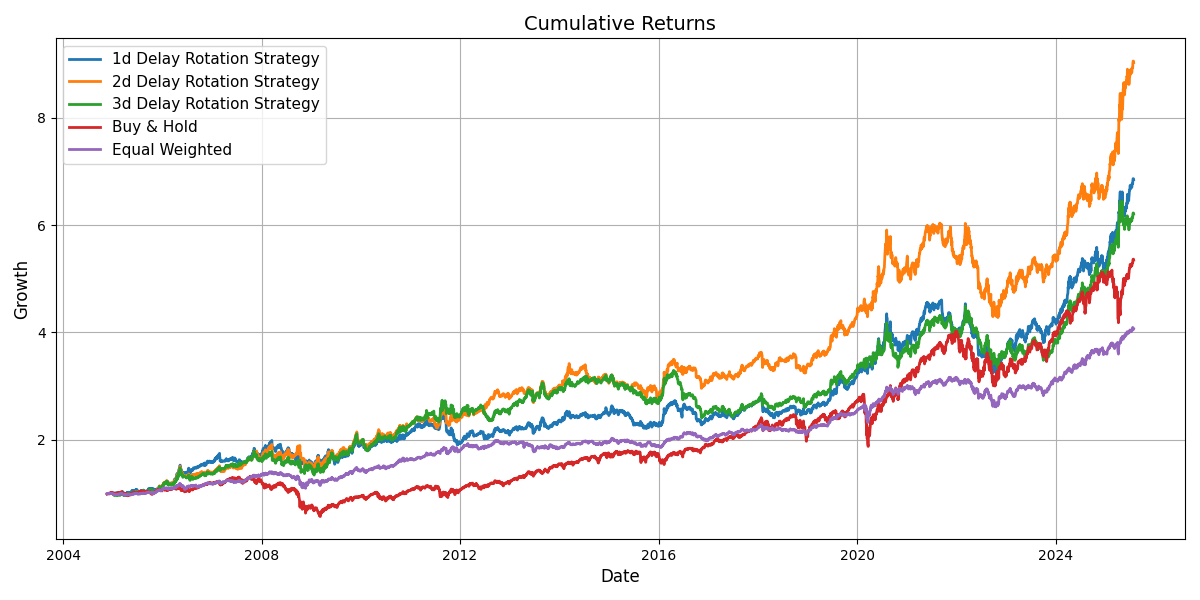 Cumulative Returns
1d Delay Rotation Strategy
2d Delay Rotation Strategy
3d Delay Rotation Strategy
Buy & Hold
Equal Weighted
Growth
8
6
4
2
2004 2008 2012 2016 2020 2024
Date